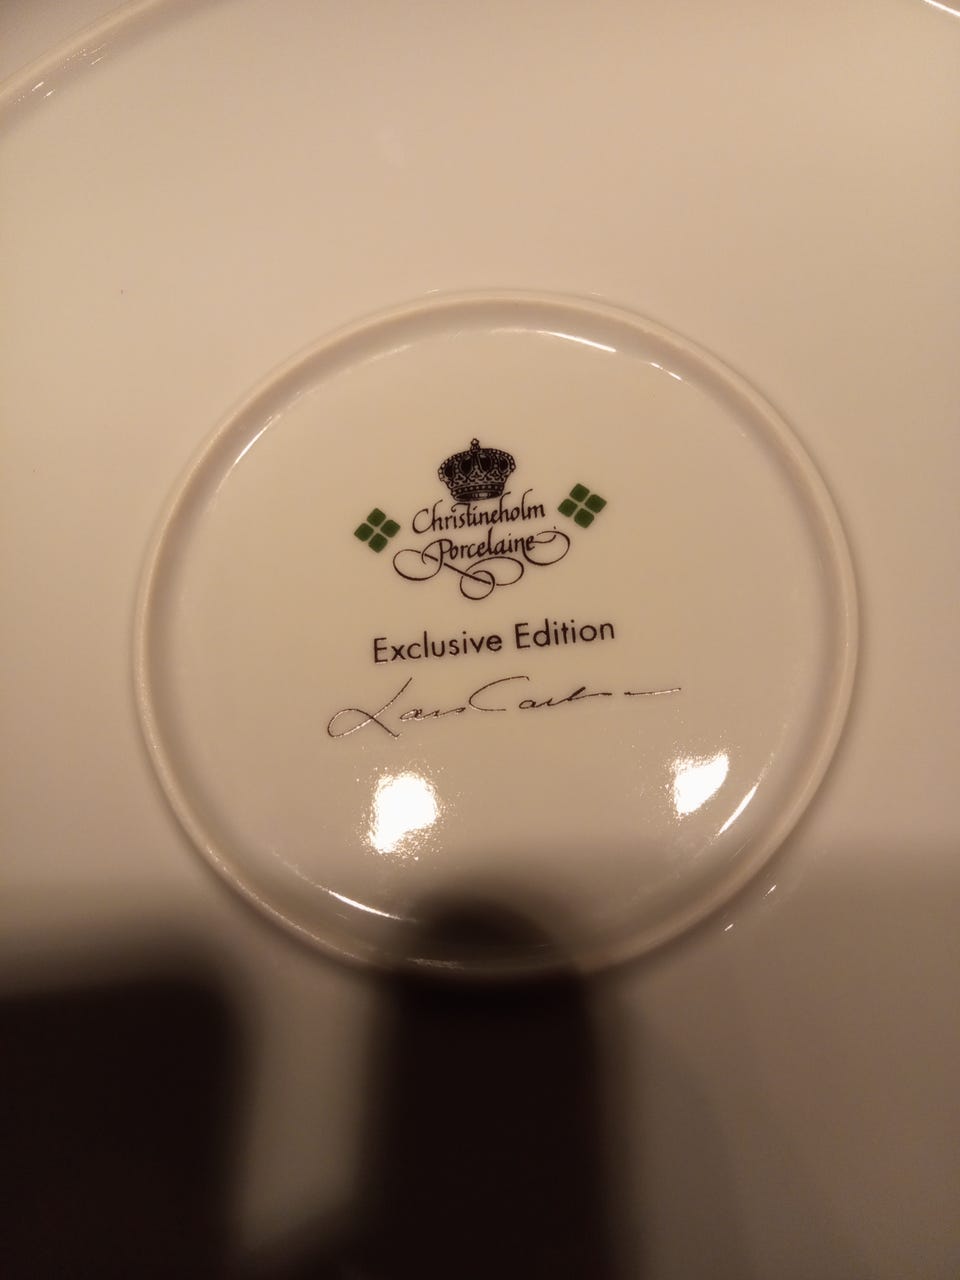 Christineholm
Porcelaine
Exclusive Edition